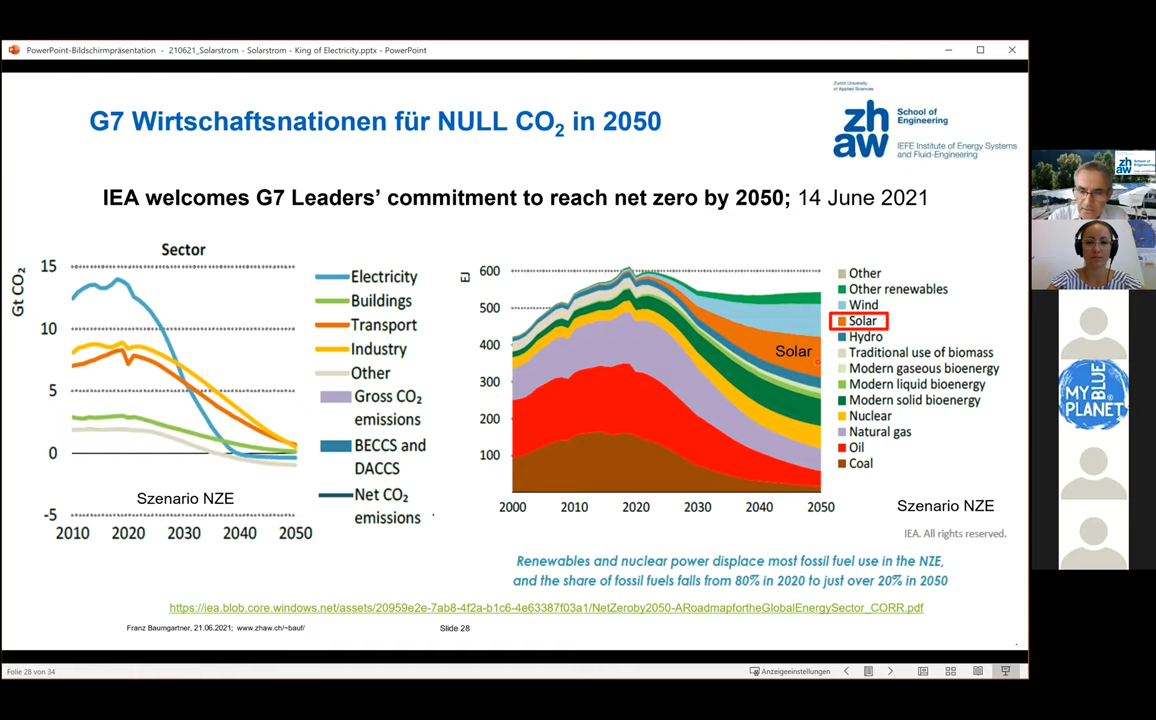 PowerPoint-Bildschirmpräsentation - 210621_Solarstrom - Solarstrom - King of Electricity.pptx - PowerPoint
G7 Wirtschaftsnationen für NULL CO₂ in 2050
Zurich University
of Applied Sciences
zh
aw
School of
Engineering
IEFE Institute of Energy Systems
and Fluid-Engineering
IEA welcomes G7 Leaders' commitment to reach net zero by 2050; 14 June 2021
Sector
Gt CO₂
15
10
5
0
-5
2010
2020
2030
2040
2050
Szenario NZE
Electricity
Buildings
Transport
Industry
Other
Gross CO₂
emissions
BECCS and
DACCS
Net CO₂
emissions
EJ
600
500
400
300
200
100
2000
2010
2020
2030
2040
2050
Solar
Other
Other renewables
Wind
Solar
Hydro
Traditional use of biomass
Modern gaseous bioenergy
Modern liquid bioenergy
Modern solid bioenergy
Nuclear
Natural gas
Oil
Coal
Szenario NZE
IEA. All rights reserved.
Renewables and nuclear power displace most fossil fuel use in the NZE,
and the share of fossil fuels falls from 80% in 2020 to just over 20% in 2050
https://iea.blob.core.windows.net/assets/20959e2e-7ab8-4f2a-b1c6-4e63387f03a1/NetZeroby2050-ARoadmapfortheGlobalEnergySector_CORR.pdf
Franz Baumgartner, 21.06.2021; www.zhaw.ch/~bauf/
Slide 28
Folie 28 von 34
Anzeigeeinstellungen
zh
aw
MY
BLUE
PLANET